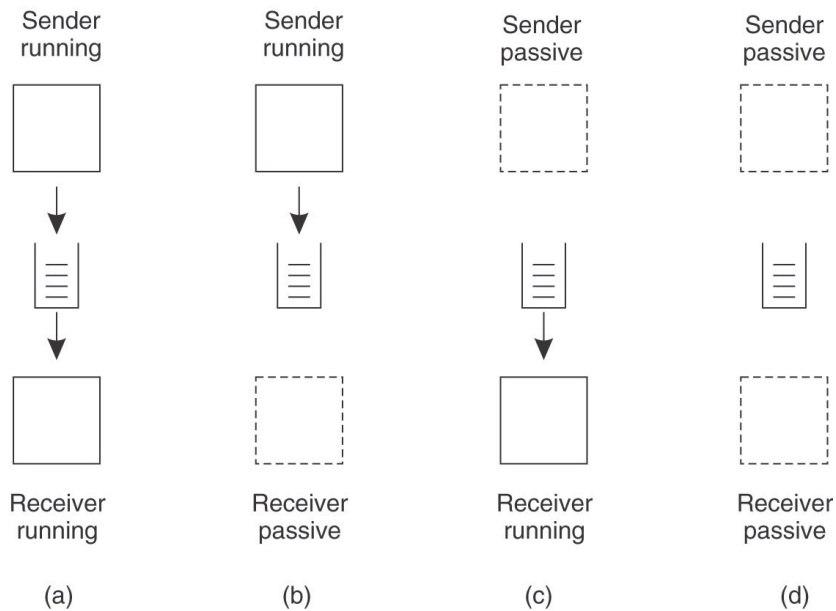 Sender
running
Sender
running
Sender
passive
Sender
passive
Receiver
running
Receiver
passive
Receiver
running
Receiver
passive
(a)
(b)
(c)
(d)